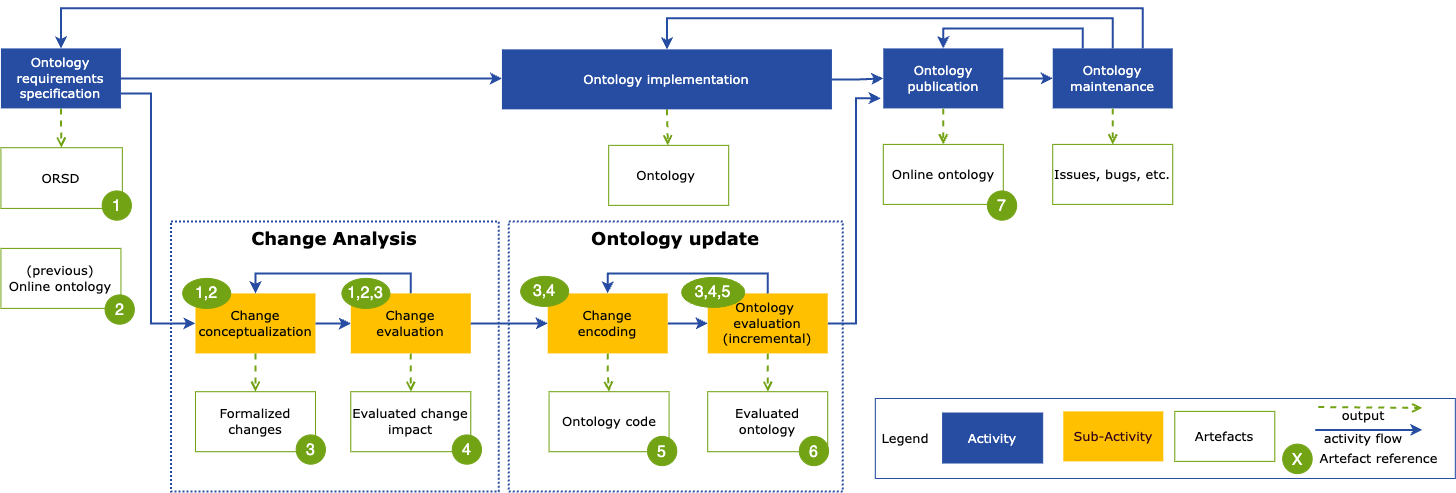 Ontology
requirements
specification
Ontology implementation
Ontology
publication
Ontology
maintenance
ORSD
1
Ontology
Online ontology
7
Issues, bugs, etc.
(previous)
Online ontology
2
Change Analysis
1,2
Change
conceptualization
1,2,3
Change
evaluation
Formalized
changes
3
Evaluated change
impact
4
Ontology update
3,4
Change
encoding
3,4,5
Ontology
evaluation
(incremental)
Ontology code
5
Evaluated
ontology
6
Legend
Activity
Sub-Activity
Artefacts
output
activity flow
X
Artefact reference